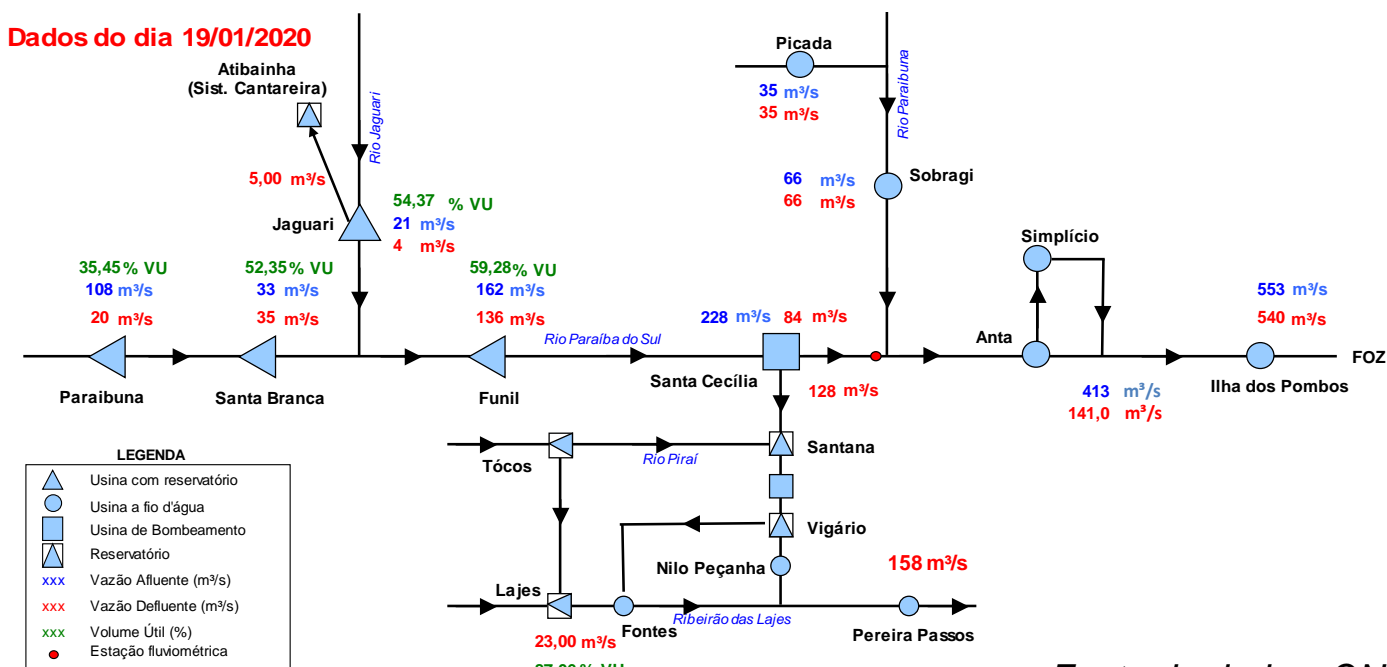 Dados do dia 19/01/2020
Atibainha
(Sist. Cantareira)
Rio Jaguari
5,00 m³/s
Jaguari
54,37 % VU
21 m³/s
4 m³/s
Picada
35 m³/s
35 m³/s
Rio Paraibuna
66 m³/s
66 m³/s
Sobragi
Simplício
35,45% VU
108 m³/s
20 m³/s
Paraibuna
52,35% VU
33 m³/s
35 m³/s
Santa Branca
59,28% VU
162 m³/s
136 m³/s
Funil
Rio Paraíba do Sul
228 m³/s 84 m³/s
Santa Cecília
128 m³/s
Anta
413 m³/s
141,0 m³/s
553 m³/s
540 m³/s
Ilha dos Pombos
FOZ
Tócos
Rio Piraí
Santana
Vigário
Nilo Peçanha
158 m³/s
Lajes
Fontes
Ribeirão das Lajes
Pereira Passos
23,00 m³/s
LEGENDA
Usina com reservatório
Usina a fio d'água
Usina de Bombeamento
Reservatório
xxx Vazão Afluente (m³/s)
xxx Vazão Defluente (m³/s)
xxx Volume Útil (%)
Estação fluviométrica